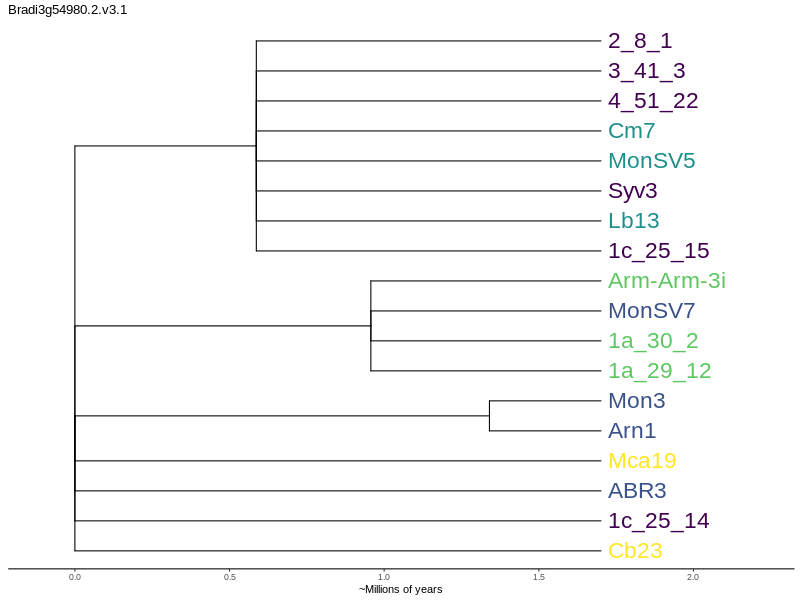 Bradi3g54980.2.v3.1
2_8_1
3_41_3
4_51_22
Cm7
MonSV5
Syv3
Lb13
1c_25_15
Arm-Arm-3i
MonSV7
1a_30_2
1a_29_12
Mon3
Arn1
Mca19
ABR3
1c_25_14
Cb23
0.0 0.5 1.0 1.5 2.0
~Millions of years